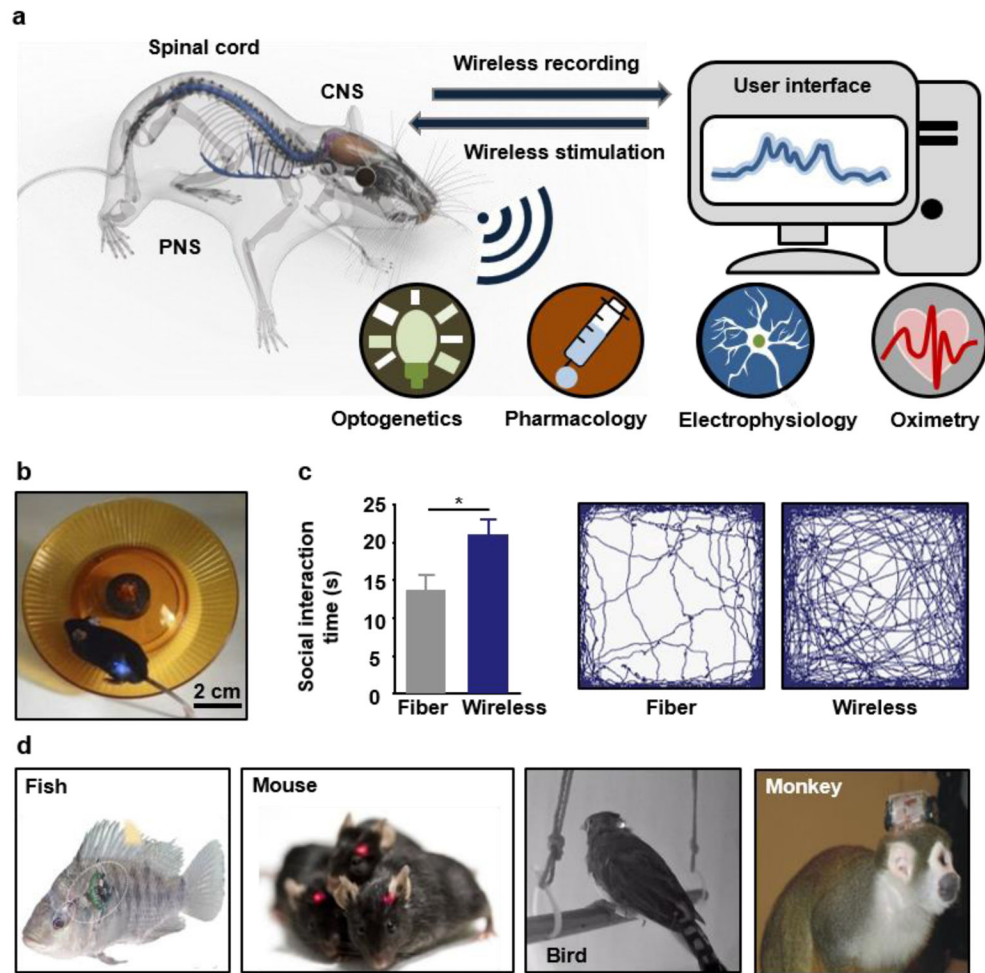 a
Spinal cord
CNS
PNS
Wireless recording
Wireless stimulation
User interface
Optogenetics
Pharmacology
Electrophysiology
Oximetry
b
2 cm
c
Social interaction
time (s)
25
20
15
10
5
0
*
Fiber
Wireless
Fiber
Wireless
d
Fish
Mouse
Bird
Monkey